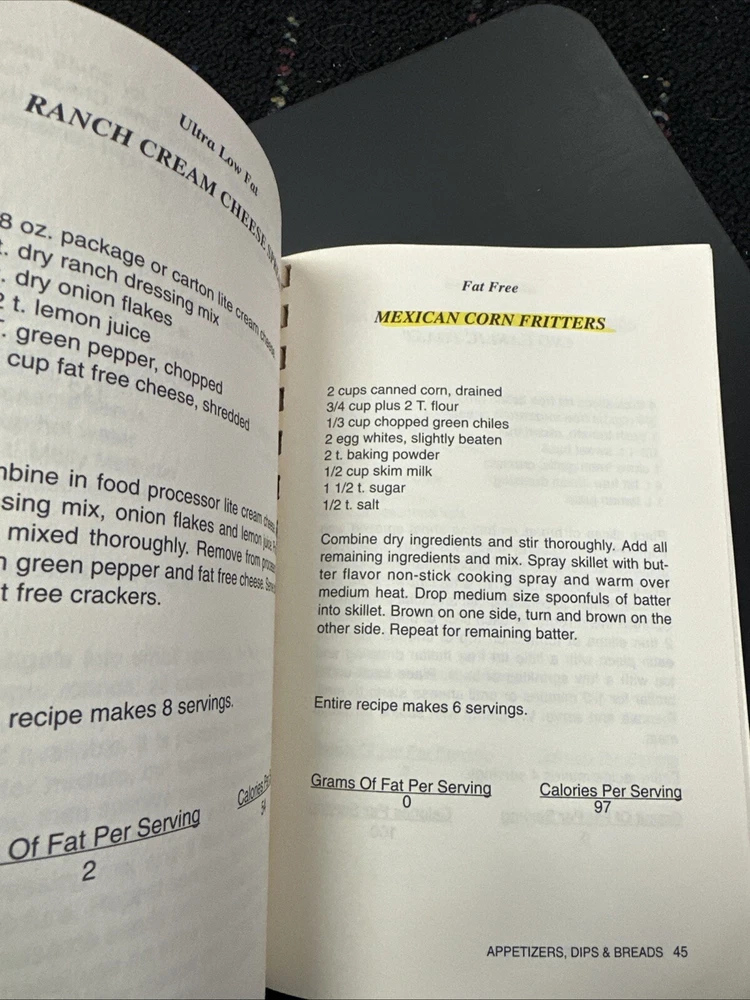 Ultra Low Fat
RANCH CREAM CHEESE
8 oz. package or carton lite cream cheese
t. dry ranch dressing mix
. dry onion flakes
t. lemon juice
. green pepper, chopped
cup fat free cheese, shredded
mbine in food processor lite cream cheese
sing mix, onion flakes and lemon juice
mixed thoroughly. Remove from
green pepper and fat free cheese.
t free crackers.
recipe makes 8 servings.
Calories
Of Fat Per Serving
2
Fat Free
MEXICAN CORN FRITTERS
2 cups canned corn, drained
3/4 cup plus 2 T. flour
1/3 cup chopped green chiles
2 egg whites, slightly beaten
2 t. baking powder
1/2 cup skim milk
1 1/2 t. sugar
1/2 t. salt
Combine dry ingredients and stir thoroughly. Add all
remaining ingredients and mix. Spray skillet with but-
ter flavor non-stick cooking spray and warm over
medium heat. Drop medium size spoonfuls of batter
into skillet. Brown on one side, turn and brown on the
other side. Repeat for remaining batter.
Entire recipe makes 6 servings.
Grams Of Fat Per Serving Calories Per Serving
0 97
APPETIZERS, DIPS & BREADS 45